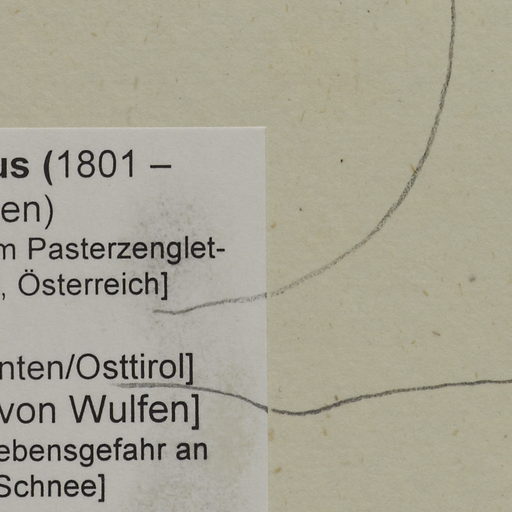 us (1801 –
en)
m Pasterzenglet-
, Österreich]
nten/Osttirol]
von Wulfen]
ebensgefahr an
Schnee]